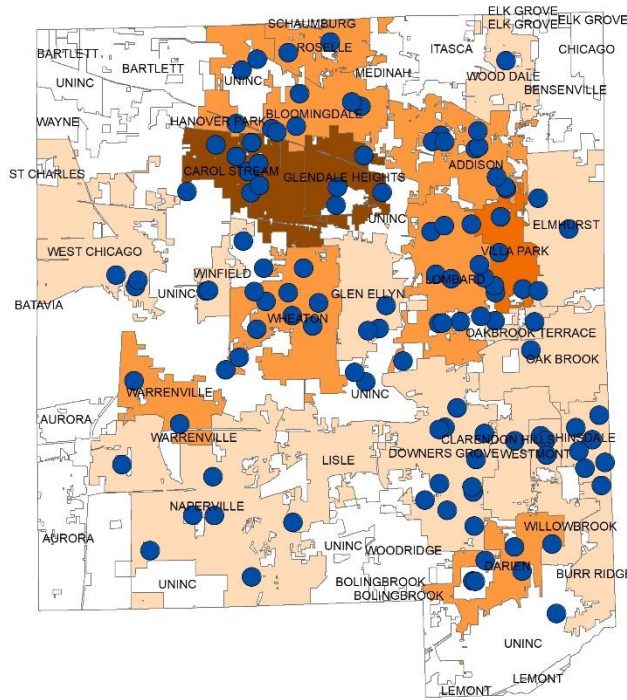 ELK GROVE
SCHAUMBURG
ELK GROVE
ELK GROVE
BARTLETT
ROSELLE
ITASCA
CHICAGO
BARTLETT
UNINC
UNINC
MEDINAH
WOOD DALE
BENSENVILLE
WAYNE
HANOVER PARK
BLOOMINGDALE
ST CHARLES
CAROL STREAM
GLENDALE HEIGHTS
ADDISON
UNINC
ELMHURST
WEST CHICAGO
VILLA PARK
WINFIELD
LOMBARD
BATAVIA
UNINC
GLEN ELLYN
WHEATON
OAKBROOK TERRACE
OAK BROOK
WARRENVILLE
UNINC
AURORA
WARRENVILLE
CLARENDON HILLS
HINSDALE
LISLE
DOWNERS GROVE
WESTMONT
NAPERVILLE
AURORA
WILLOWBROOK
UNINC
WOODRIDGE
DARIEN
UNINC
BOLINGBROOK
BOLINGBROOK
BURR RIDGE
UNINC
LEMONT
LEMONT